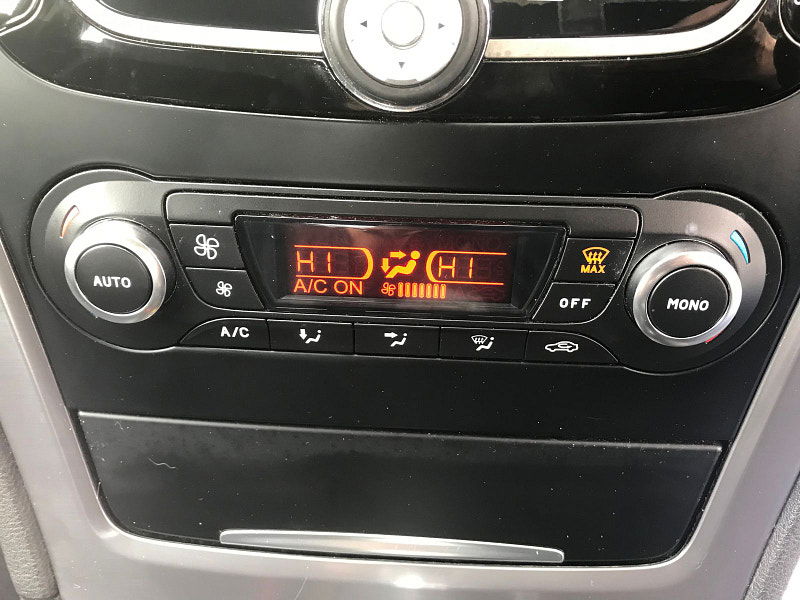 HI HI
A/C ON
AUTO
MAX
OFF
MONO
A/C